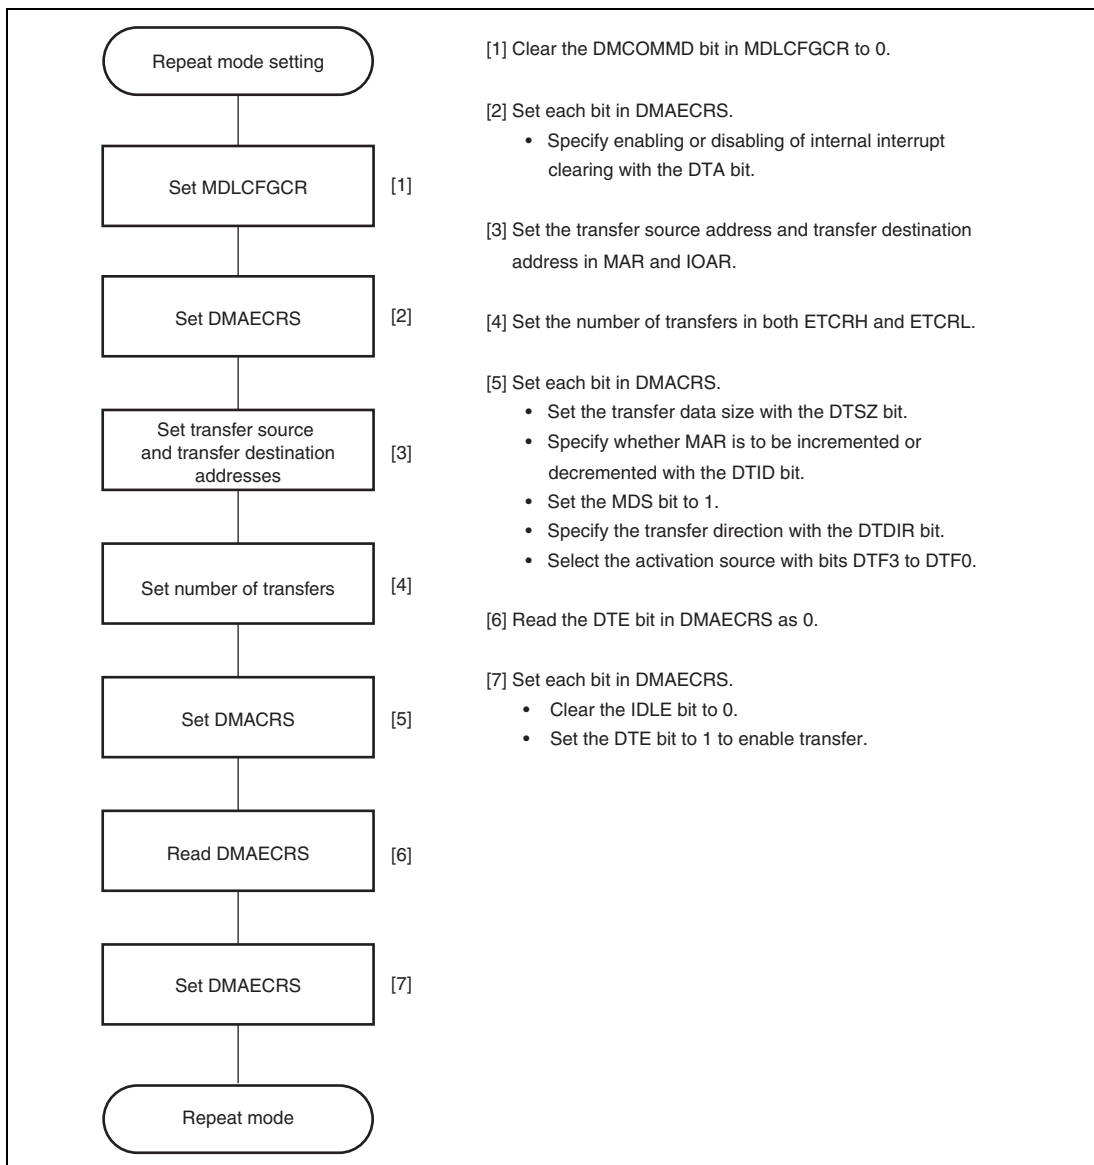 Repeat mode setting
Set MDLCFGCR
[1]
Set DMAECRS
[2]
Set transfer source
and transfer destination
addresses
[3]
Set number of transfers
[4]
Set DMACRS
[5]
Read DMAECRS
[6]
Set DMAECRS
[7]
Repeat mode
[1] Clear the DMCOMMD bit in MDLCFGCR to 0.
[2] Set each bit in DMAECRS.
• Specify enabling or disabling of internal interrupt
clearing with the DTA bit.
[3] Set the transfer source address and transfer destination
address in MAR and IOAR.
[4] Set the number of transfers in both ETCRH and ETCRL.
[5] Set each bit in DMACRS.
• Set the transfer data size with the DTSZ bit.
• Specify whether MAR is to be incremented or
decremented with the DTID bit.
• Set the MDS bit to 1.
• Specify the transfer direction with the DTDIR bit.
• Select the activation source with bits DTF3 to DTF0.
[6] Read the DTE bit in DMAECRS as 0.
[7] Set each bit in DMAECRS.
• Clear the IDLE bit to 0.
• Set the DTE bit to 1 to enable transfer.